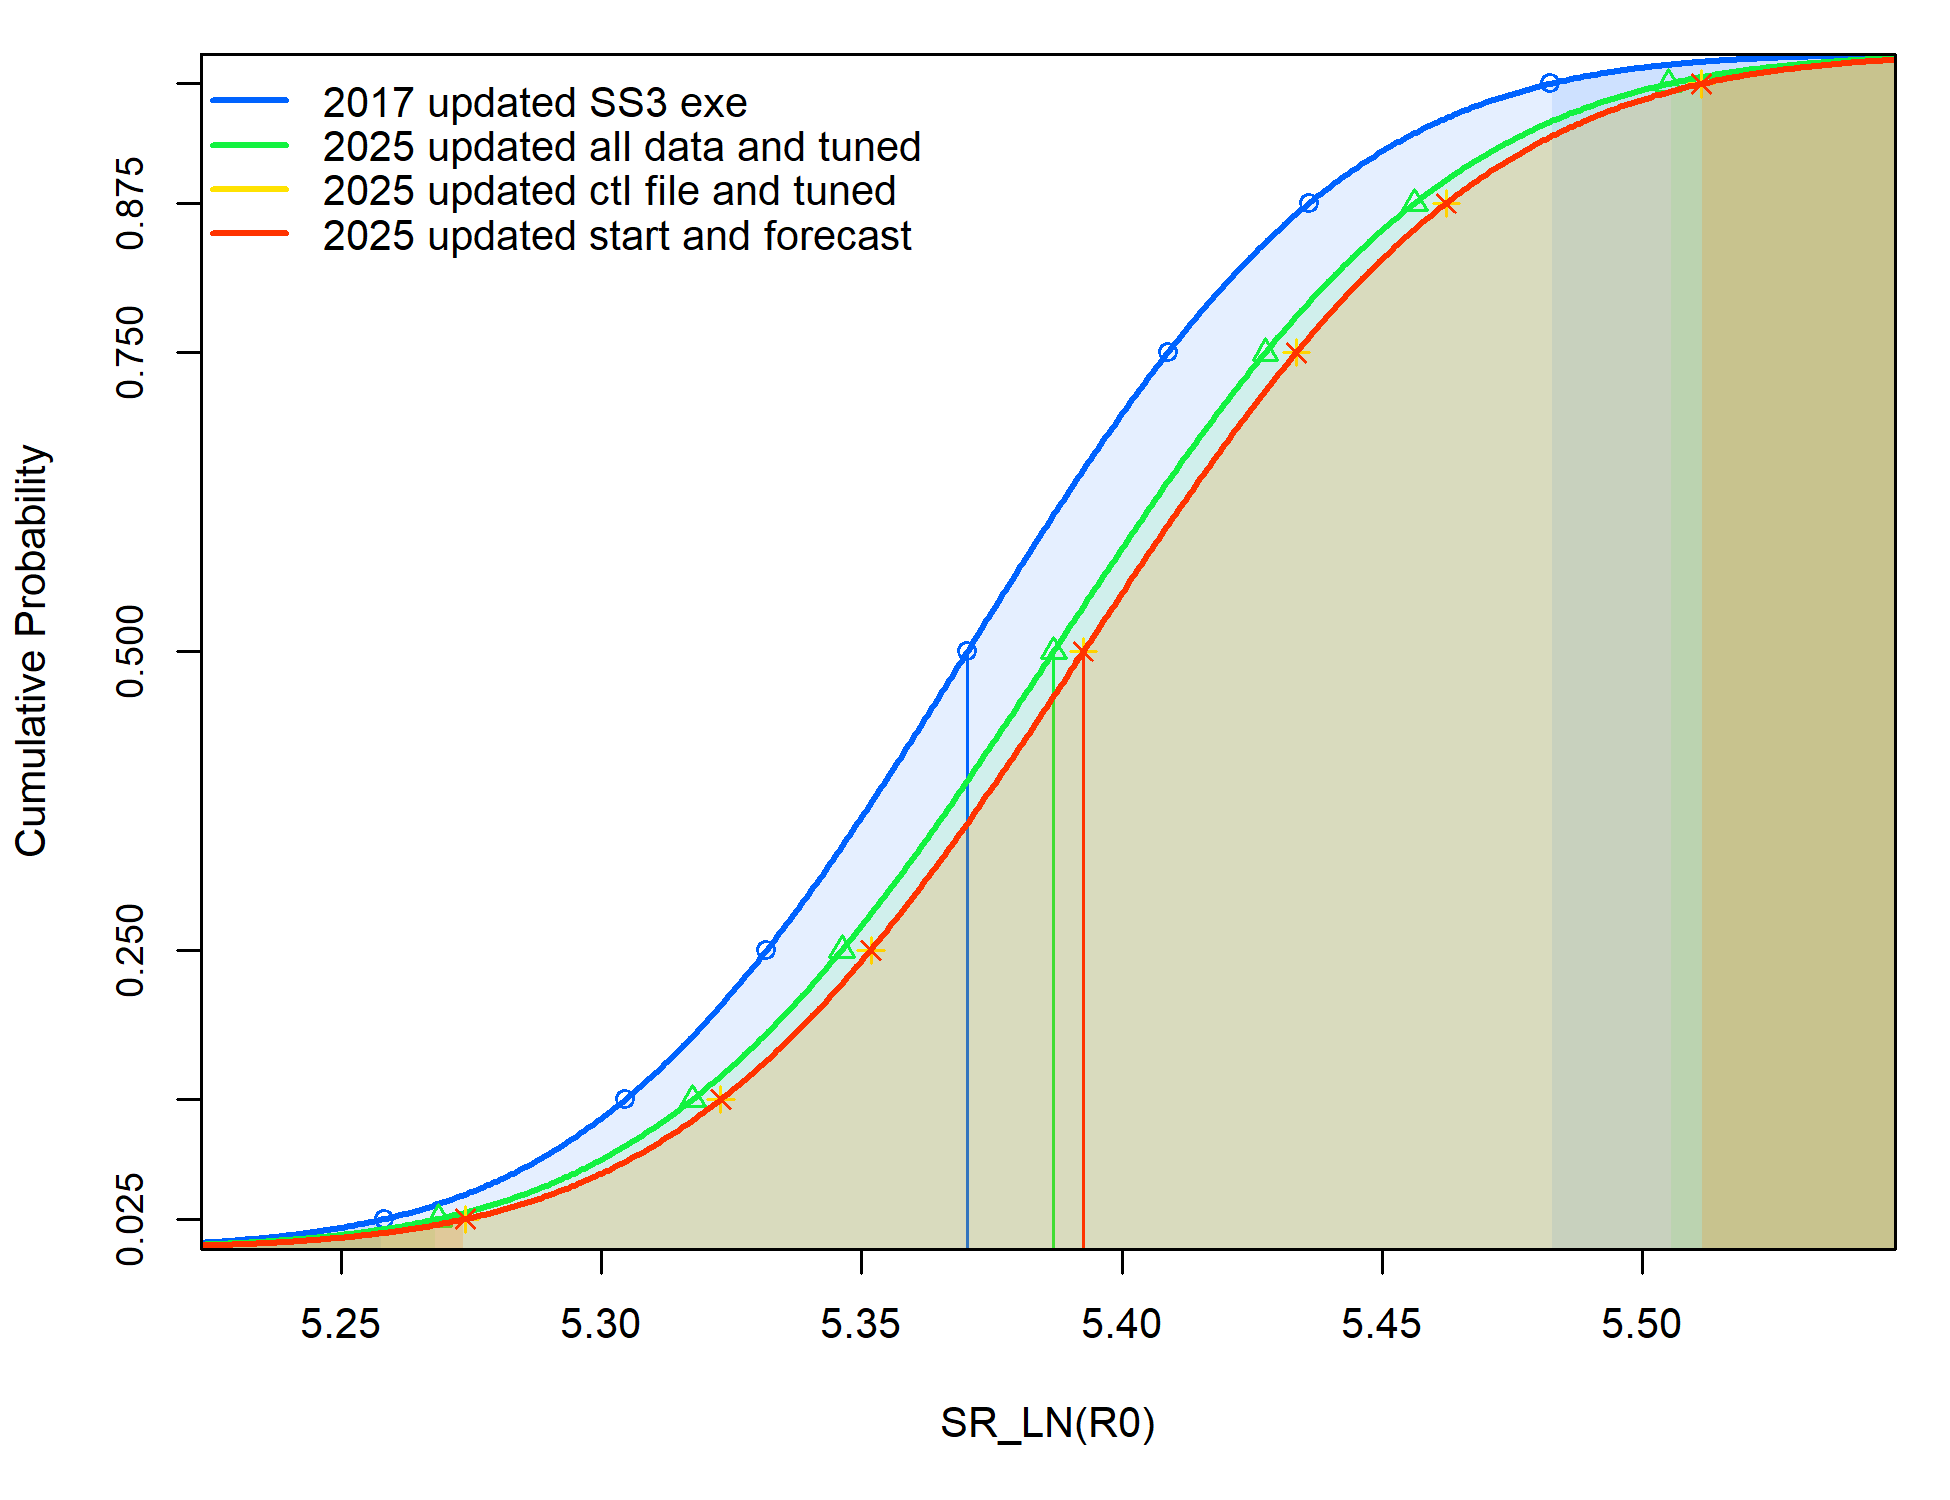 2017 updated SS3 exe
2025 updated all data and tuned
2025 updated ctl file and tuned
2025 updated start and forecast
Cumulative Probability
0.875
0.750
0.500
0.250
0.025
5.25 5.30 5.35 5.40 5.45 5.50
SR_LN(R0)